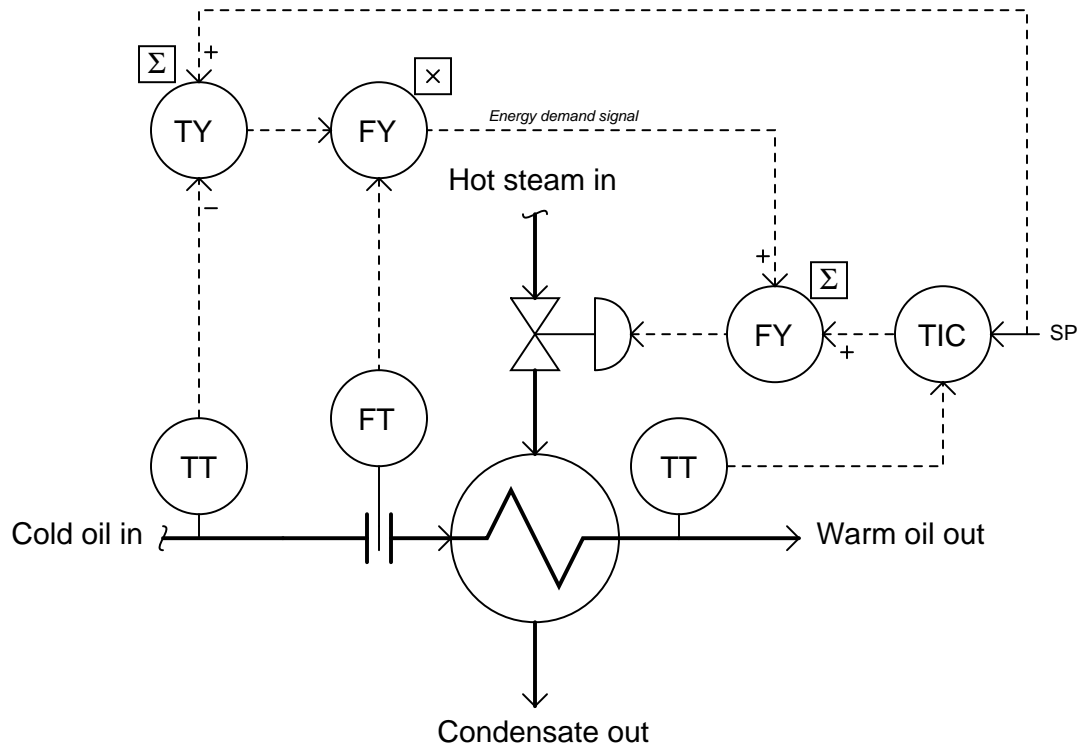 +
Σ
×
TY
FY
Energy demand signal
Hot steam in
−
+
Σ
FY
TIC
SP
+
FT
TT
TT
Cold oil in
Warm oil out
Condensate out